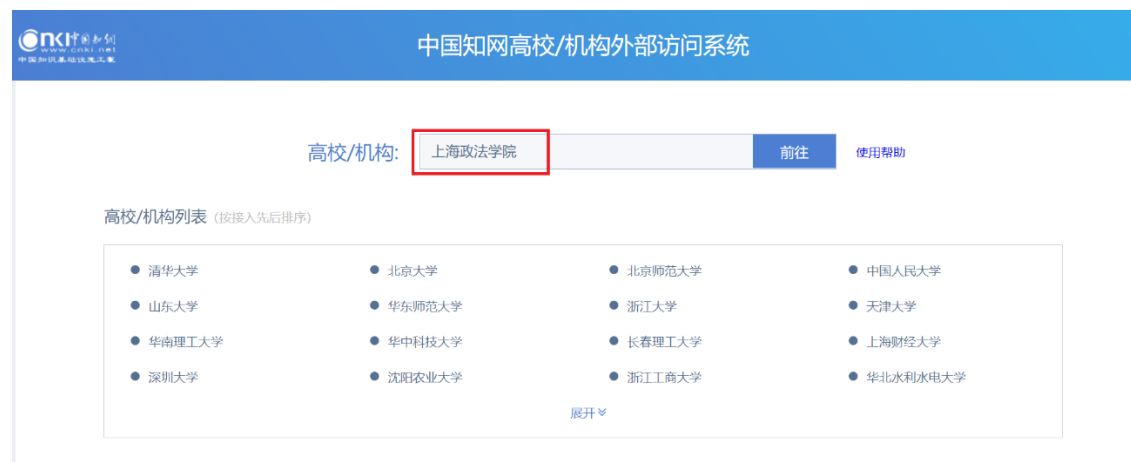 CNKI中国知网
www.cnki.net
中国知识基础设施工程
中国知网高校/机构外部访问系统
高校/机构: 上海政法学院 前往 使用帮助
高校/机构列表 (按接入先后排序)
清华大学 北京大学 北京师范大学 中国人民大学
山东大学 华东师范大学 浙江大学 天津大学
华南理工大学 华中科技大学 长春理工大学 上海财经大学
深圳大学 沈阳农业大学 浙江工商大学 华北水利水电大学
展开